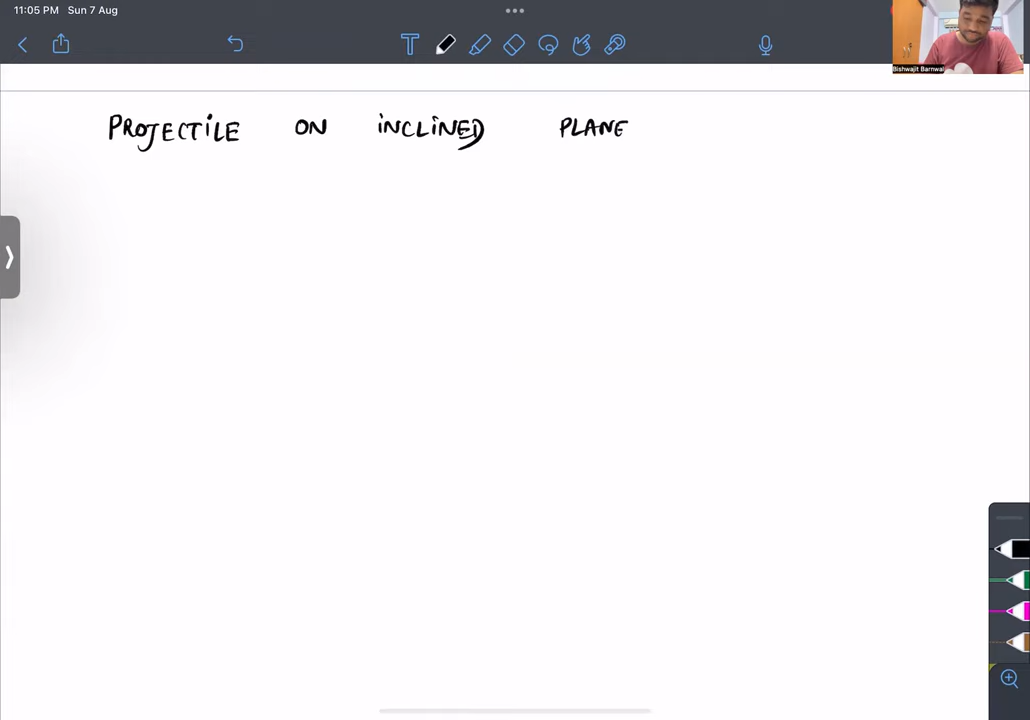 11:05 PM Sun 7 Aug
Bishwajit Barnwal
PROJECTiLE ON iNCLiNED PLANE